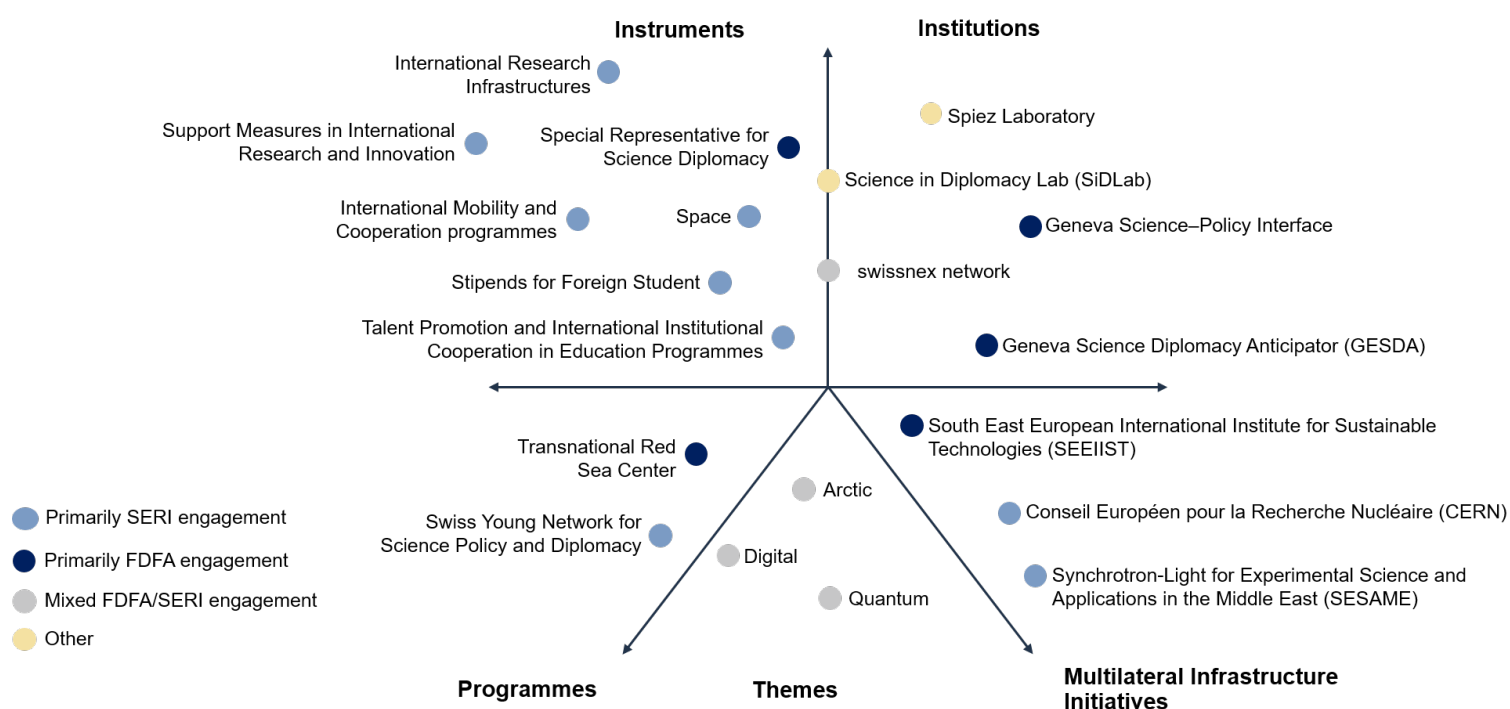 Instruments
Institutions
International Research
Infrastructures
Support Measures in International
Research and Innovation
Special Representative for
Science Diplomacy
Spiez Laboratory
Science in Diplomacy Lab (SiDLab)
International Mobility and
Cooperation programmes
Space
Geneva Science–Policy Interface
Stipends for Foreign Student
swissnex network
Talent Promotion and International Institutional
Cooperation in Education Programmes
Geneva Science Diplomacy Anticipator (GESDA)
Transnational Red
Sea Center
South East European International Institute for Sustainable
Technologies (SEEIIST)
Arctic
Swiss Young Network for
Science Policy and Diplomacy
Digital
Quantum
Conseil Européen pour la Recherche Nucléaire (CERN)
Synchrotron-Light for Experimental Science and
Applications in the Middle East (SESAME)
Primarily SERI engagement
Primarily FDFA engagement
Mixed FDFA/SERI engagement
Other
Programmes
Themes
Multilateral Infrastructure
Initiatives